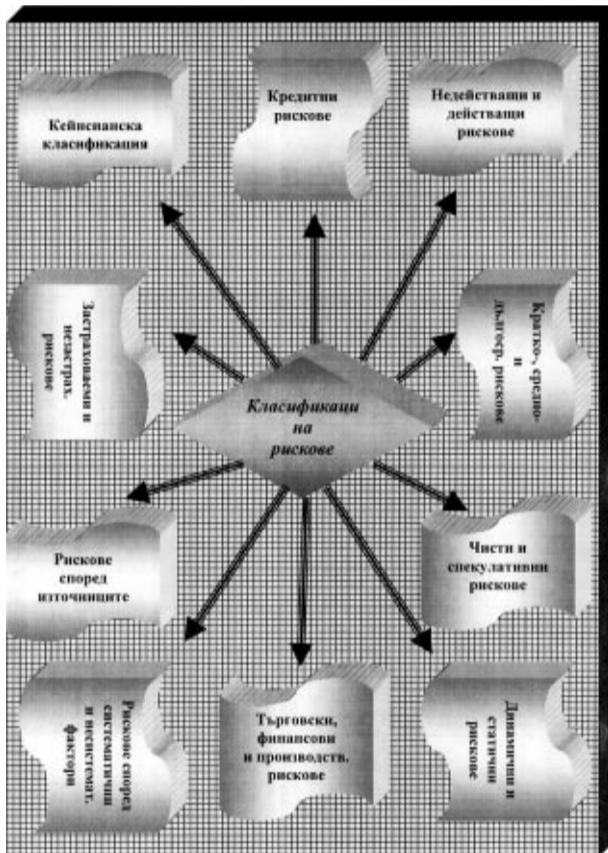 Кейнсианска
класификация
Кредитни
рискове
Недействащи и
действащи
рискове
Застраховаеми и
незастрах.
рискове
Кратко-, средно-
и
дългоср. рискове
Класификаци
на
рискове
Рискове
според
източниците
Чисти и
спекулативни
рискове
Рискове според
систематични
и несистемат.
фактори
Търговски,
финансови
и производств.
рискове
Динамични и
статични
рискове